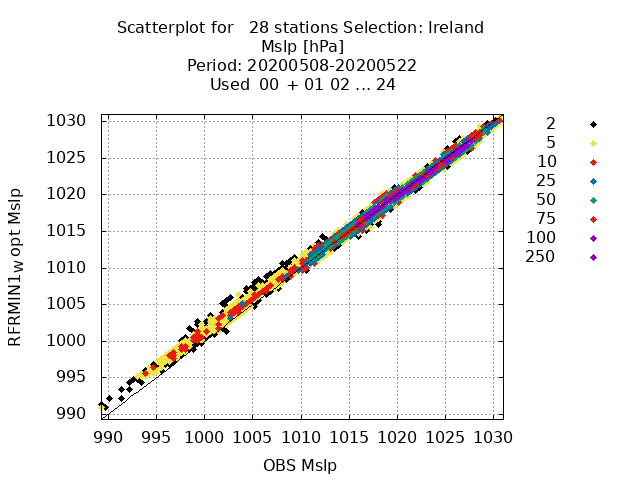 Scatterplot for   28 stations Selection: Ireland
Mslp [hPa]
Period: 20200508-20200522
Used  00 + 01 02 ... 24
RFRMIN1_W opt Mslp
1030
1025
1020
1015
1010
1005
1000
995
990
990 995 1000 1005 1010 1015 1020 1025 1030
OBS Mslp
2
5
10
25
50
75
100
250